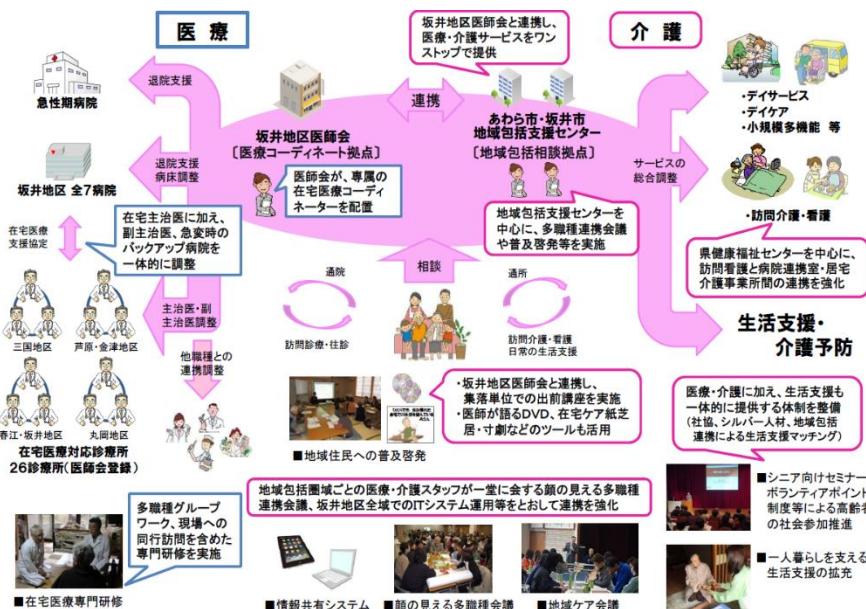 医 療
介 護
坂井地区医師会と連携し、
医療・介護サービスをワン
ストップで提供
急性期病院
退院支援
連携
坂井地区医師会
〔医療コーディネート拠点〕
あわら市・坂井市
地域包括支援センター
〔地域包括相談拠点〕
・デイサービス
・デイケア
・小規模多機能 等
坂井地区 全7病院
退院支援
病床調整
医師会が、専属の
在宅医療コーディ
ネーターを配置
サービスの
総合調整
・訪問介護・看護
在宅医療
支援協定
在宅主治医に加え、
副主治医、急変時の
バックアップ病院を
一体的に調整
地域包括支援センターを
中心に、多職種連携会議
や普及啓発等を実施
県健康福祉センターを中心に、
訪問看護と病院連携室・居宅
介護事業所間の連携を強化
通院
相談
通所
主治医・副
主治医調整
訪問診療・往診
訪問介護・看護
日常の生活支援
生活支援・
介護予防
三国地区
芦原・金津地区
他職種との
連携調整
春江・坂井地区
丸岡地区
在宅医療対応診療所
26診療所(医師会登録)
・坂井地区医師会と連携し、
集落単位での出前講座を実施
・医師が語るDVD、在宅ケア紙芝
居・寸劇などのツールも活用
■地域住民への普及啓発
医療・介護に加え、生活支援も
一体的に提供する体制を整備
(社協、シルバー人材、地域包括
連携による生活支援マッチング)
地域包括圏域ごとの医療・介護スタッフが一堂に会する顔の見える多職種
連携会議、坂井地区全域でのITシステム運用等をとおして連携を強化
■シニア向けセミナー
ボランティアポイント
制度等による高齢者
の社会参加推進
多職種グループ
ワーク、現場への
同行訪問を含めた
専門研修を実施
■一人暮らしを支える
生活支援の拡充
■在宅医療専門研修
■情報共有システム
■顔の見える多職種会議
■地域ケア会議